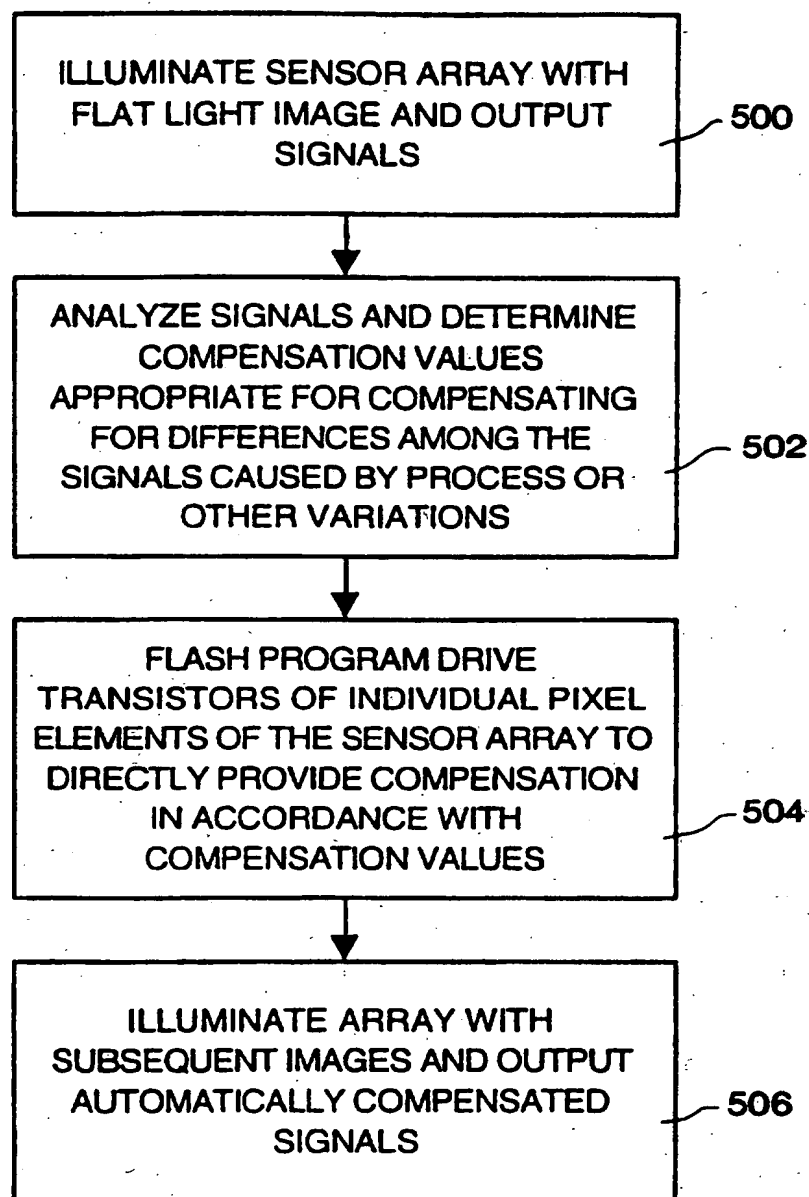 ILLUMINATE SENSOR ARRAY WITH
FLAT LIGHT IMAGE AND OUTPUT
SIGNALS
500
ANALYZE SIGNALS AND DETERMINE
COMPENSATION VALUES
APPROPRIATE FOR COMPENSATING
FOR DIFFERENCES AMONG THE
SIGNALS CAUSED BY PROCESS OR
OTHER VARIATIONS
502
FLASH PROGRAM DRIVE
TRANSISTORS OF INDIVIDUAL PIXEL
ELEMENTS OF THE SENSOR ARRAY TO
DIRECTLY PROVIDE COMPENSATION
IN ACCORDANCE WITH
COMPENSATION VALUES
504
ILLUMINATE ARRAY WITH
SUBSEQUENT IMAGES AND OUTPUT
AUTOMATICALLY COMPENSATED
SIGNALS
506